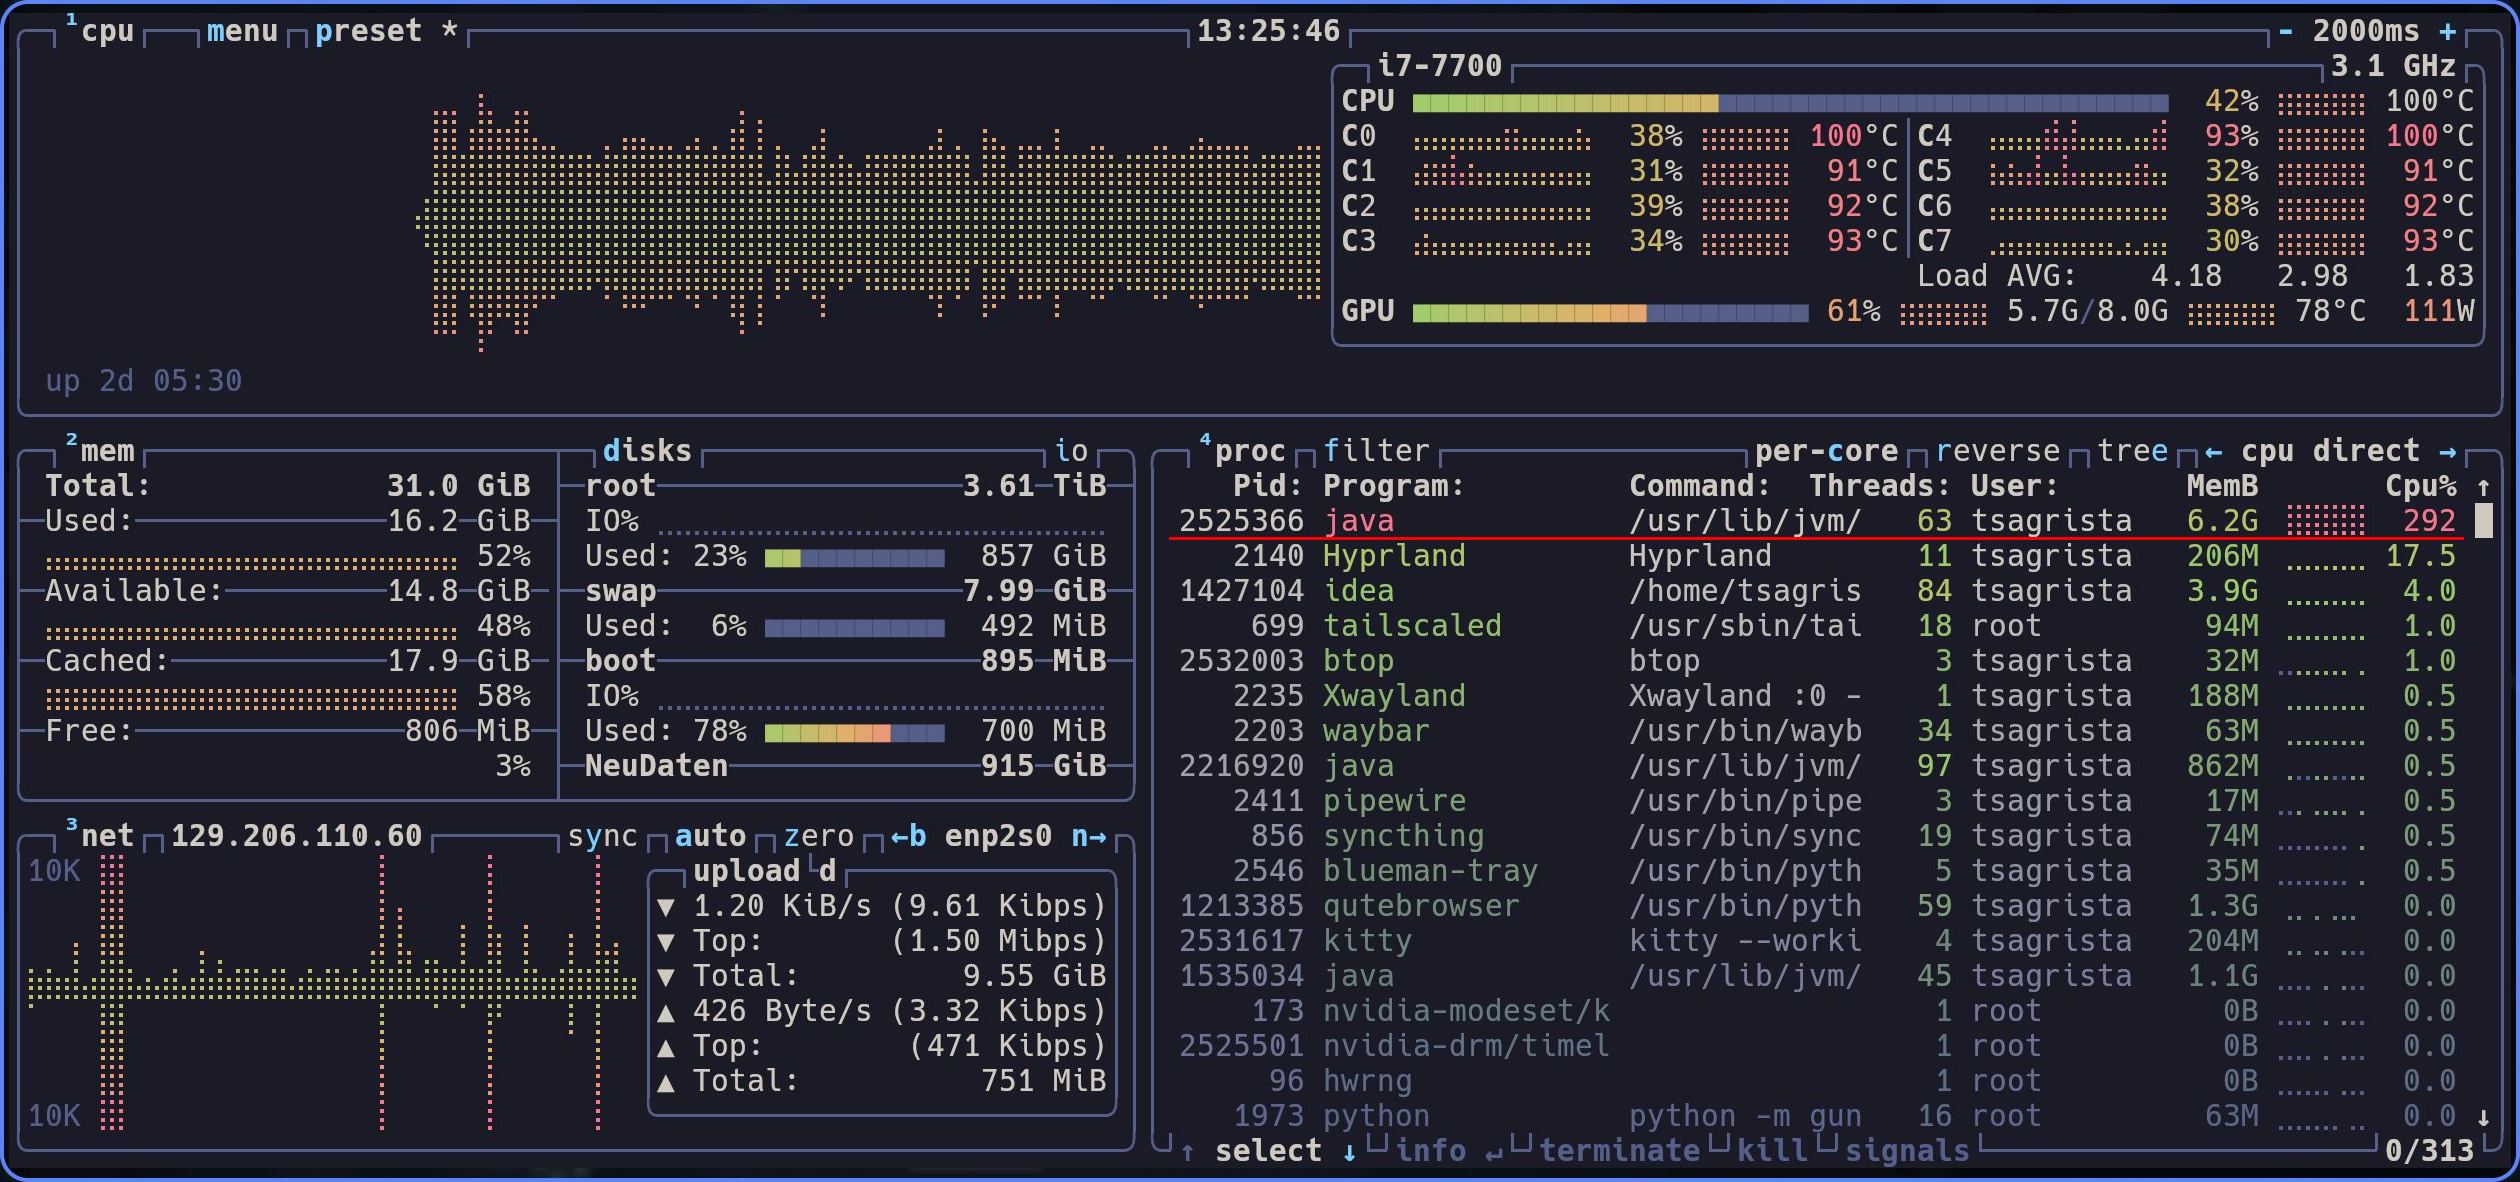 ¹cpu menu preset * 13:25:46 - 2000ms +
i7-7700 3.1 GHz
CPU 42% 100°C
C0 38% 100°C C4 93% 100°C
C1 31% 91°C C5 32% 91°C
C2 39% 92°C C6 38% 92°C
C3 34% 93°C C7 30% 93°C
Load AVG: 4.18 2.98 1.83
GPU 61% 5.7G/8.0G 78°C 111W
up 2d 05:30
²mem disks io
Total: 31.0 GiB
Used: 16.2 GiB
52%
Available: 14.8 GiB
48%
Cached: 17.9 GiB
58%
Free: 806 MiB
3%
root 3.61 TiB
IO%
Used: 23% 857 GiB
swap 7.99 GiB
Used: 6% 492 MiB
boot 895 MiB
IO%
Used: 78% 700 MiB
NeuDaten 915 GiB
³net 129.206.110.60 sync auto zero ←b enp2s0 n→
10K
10K
upload d
▼ 1.20 KiB/s (9.61 Kibps)
▼ Top: (1.50 Mibps)
▼ Total: 9.55 GiB
▲ 426 Byte/s (3.32 Kibps)
▲ Top: (471 Kibps)
▲ Total: 751 MiB
⁴proc filter per-core reverse tree ← cpu direct →
Pid: Program: Command: Threads: User: MemB Cpu% ↑
2525366 java /usr/lib/jvm/ 63 tsagrista 6.2G 292
2140 Hyprland Hyprland 11 tsagrista 206M 17.5
1427104 idea /home/tsagris 84 tsagrista 3.9G 4.0
699 tailscaled /usr/sbin/tai 18 root 94M 1.0
2532003 btop btop 3 tsagrista 32M 1.0
2235 Xwayland Xwayland :0 - 1 tsagrista 188M 0.5
2203 waybar /usr/bin/wayb 34 tsagrista 63M 0.5
2216920 java /usr/lib/jvm/ 97 tsagrista 862M 0.5
2411 pipewire /usr/bin/pipe 3 tsagrista 17M 0.5
856 syncthing /usr/bin/sync 19 tsagrista 74M 0.5
2546 blueman-tray /usr/bin/pyth 5 tsagrista 35M 0.5
1213385 qutebrowser /usr/bin/pyth 59 tsagrista 1.3G 0.0
2531617 kitty kitty --worki 4 tsagrista 204M 0.0
1535034 java /usr/lib/jvm/ 45 tsagrista 1.1G 0.0
173 nvidia-modeset/k 1 root 0B 0.0
2525501 nvidia-drm/timel 1 root 0B 0.0
96 hwrng 1 root 0B 0.0
1973 python python -m gun 16 root 63M 0.0 ↓
↑ select ↓ info ↵ terminate kill signals 0/313